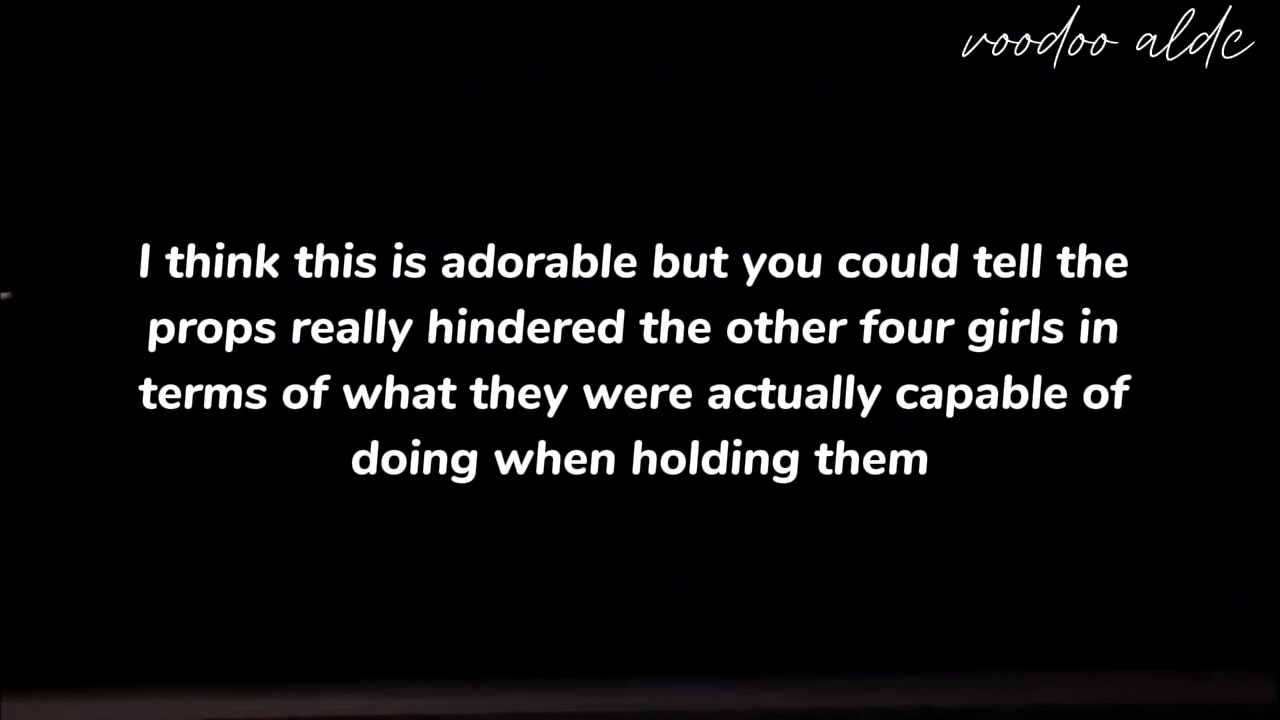 voodoo aldc
I think this is adorable but you could tell the
props really hindered the other four girls in
terms of what they were actually capable of
doing when holding them